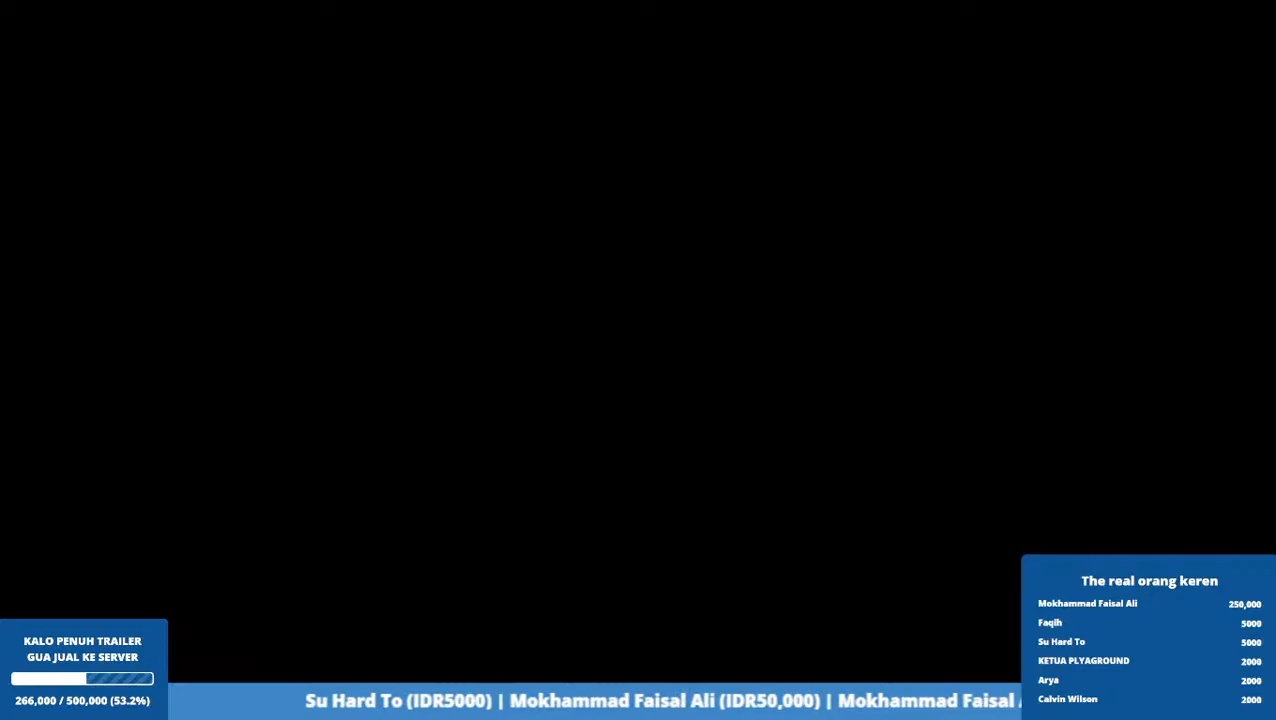 The real orang keren
Mokhammad Faisal Ali 250,000
Faqih 5000
Su Hard To 5000
KETUA PLYAGROUND 2000
Arya 2000
Calvin Wilson 2000
KALO PENUH TRAILER
GUA JUAL KE SERVER
266,000 / 500,000 (53.2%)
Su Hard To (IDR5000) | Mokhammad Faisal Ali (IDR50,000) | Mokhammad Faisal